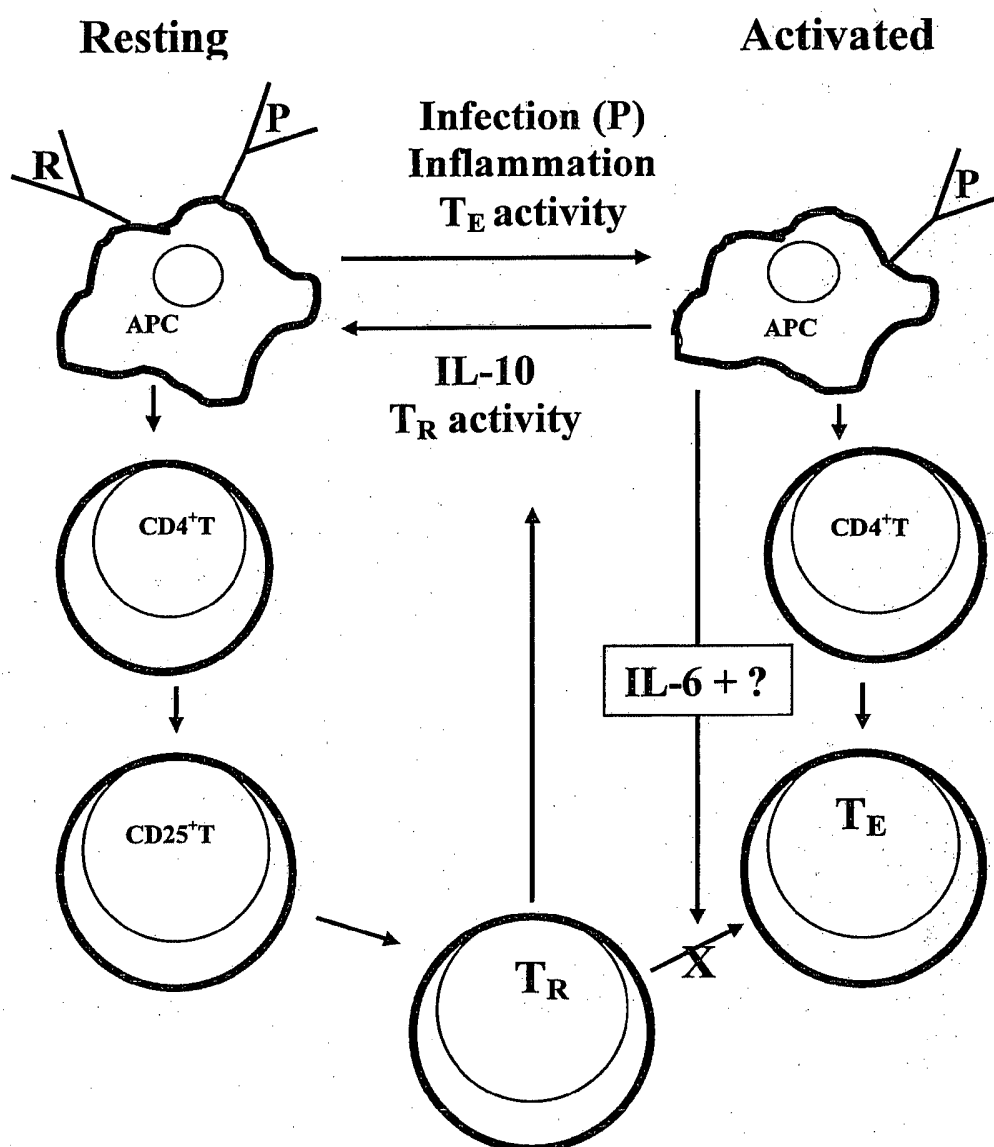 Resting
Activated
R
P
Infection (P)
Inflammation
T_E activity
P
APC
APC
IL-10
T_R activity
CD4⁺T
CD4⁺T
IL-6 + ?
CD25⁺T
T_E
T_R
X